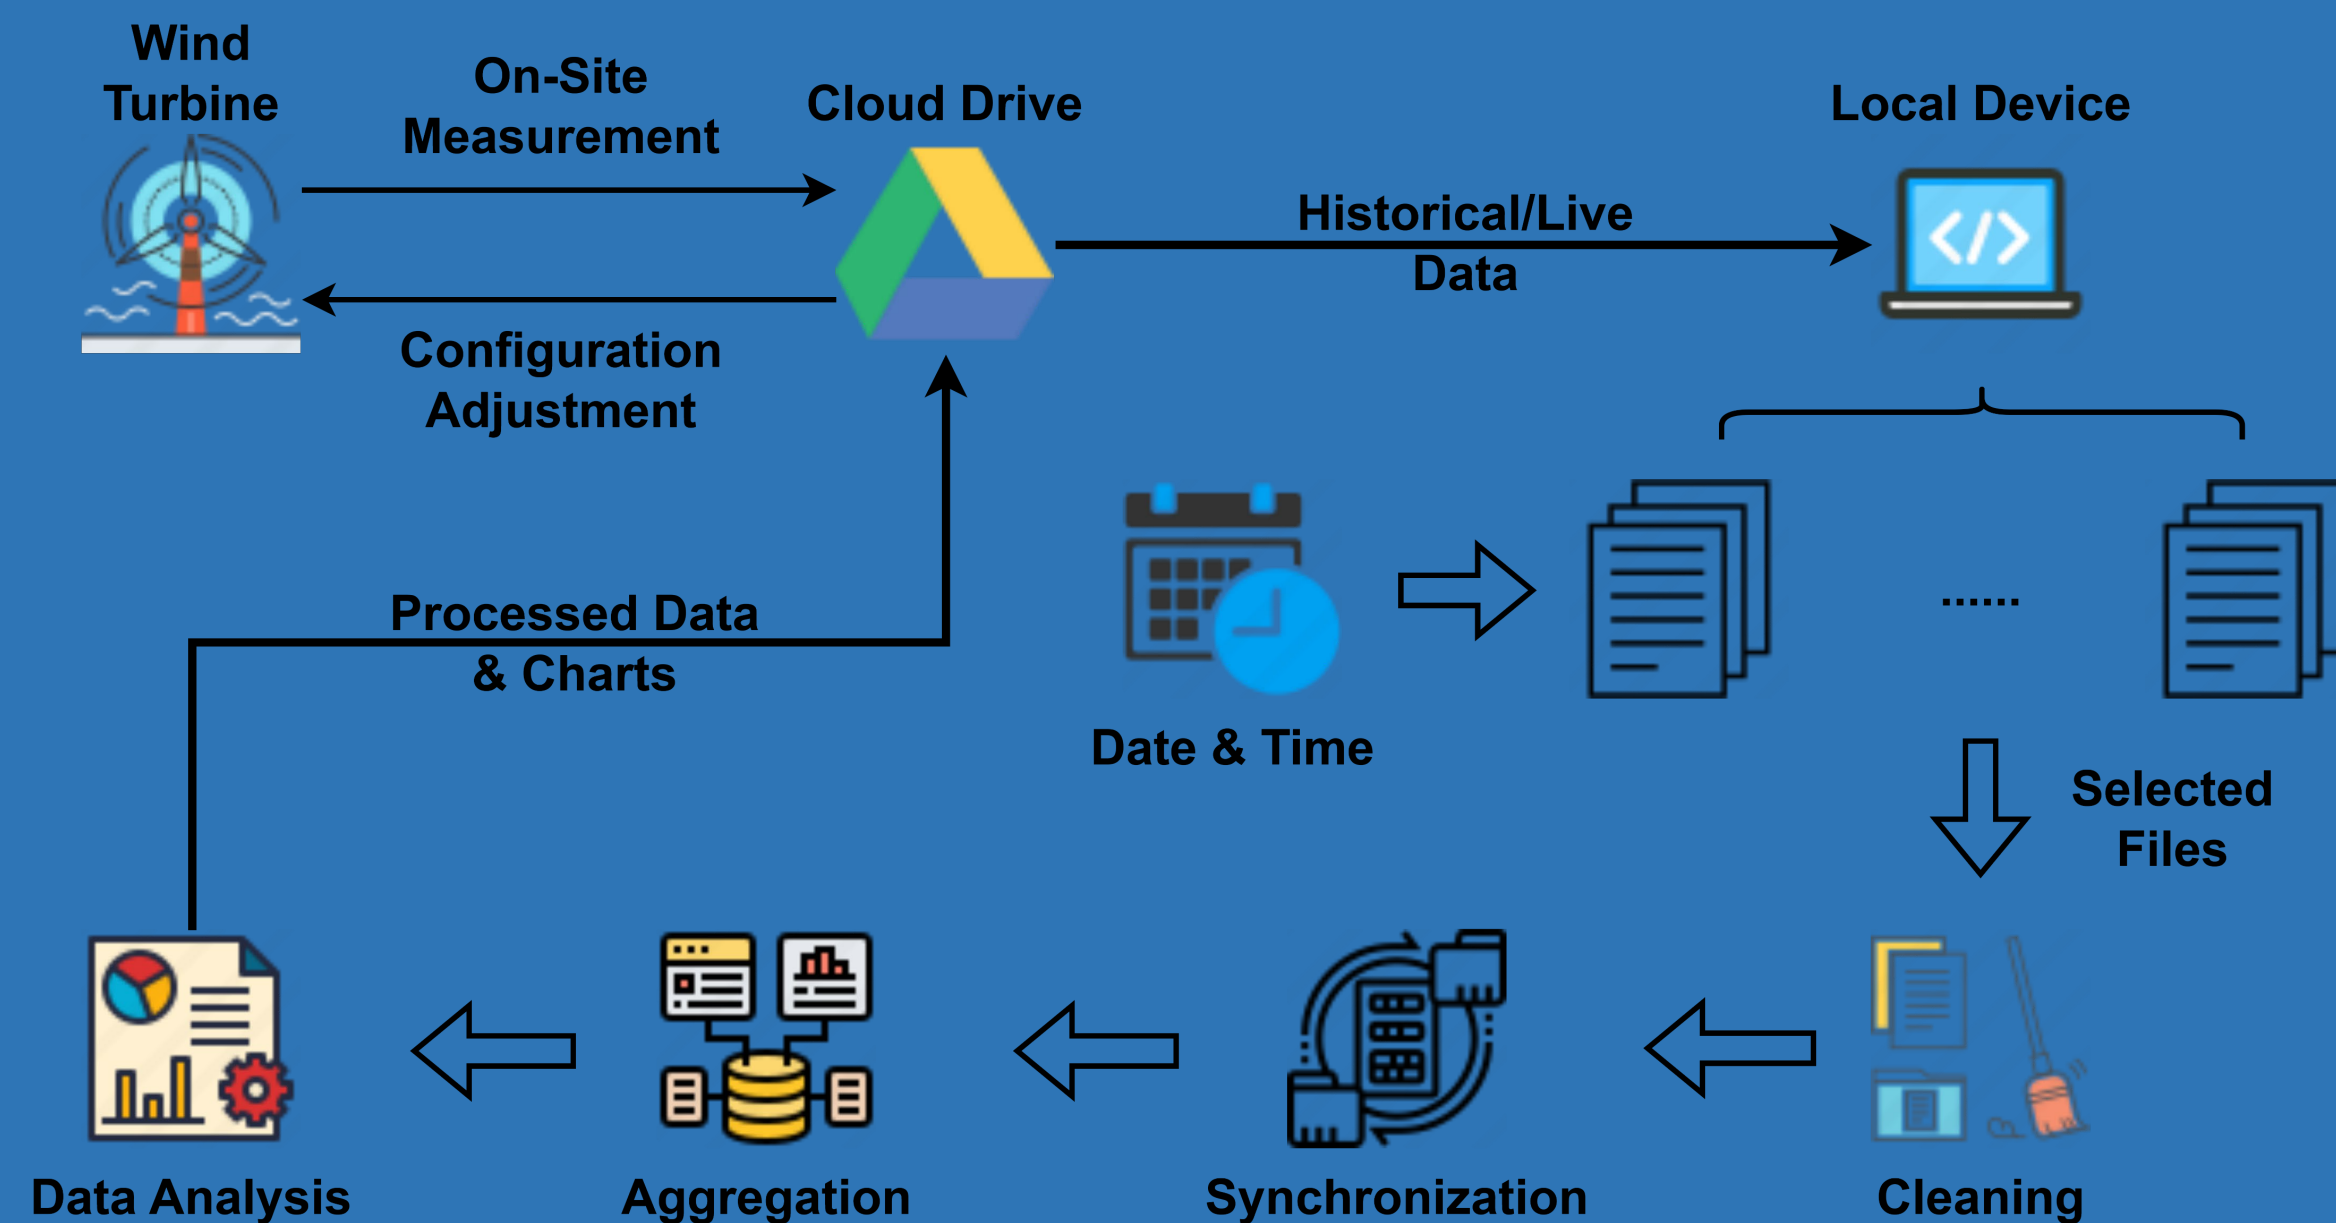 Wind
Turbine
On-Site
Measurement
Cloud Drive
Local Device
Historical/Live
Data
</>
Configuration
Adjustment
Processed Data
& Charts
......
Date & Time
Selected
Files
Data Analysis
Aggregation
Synchronization
Cleaning